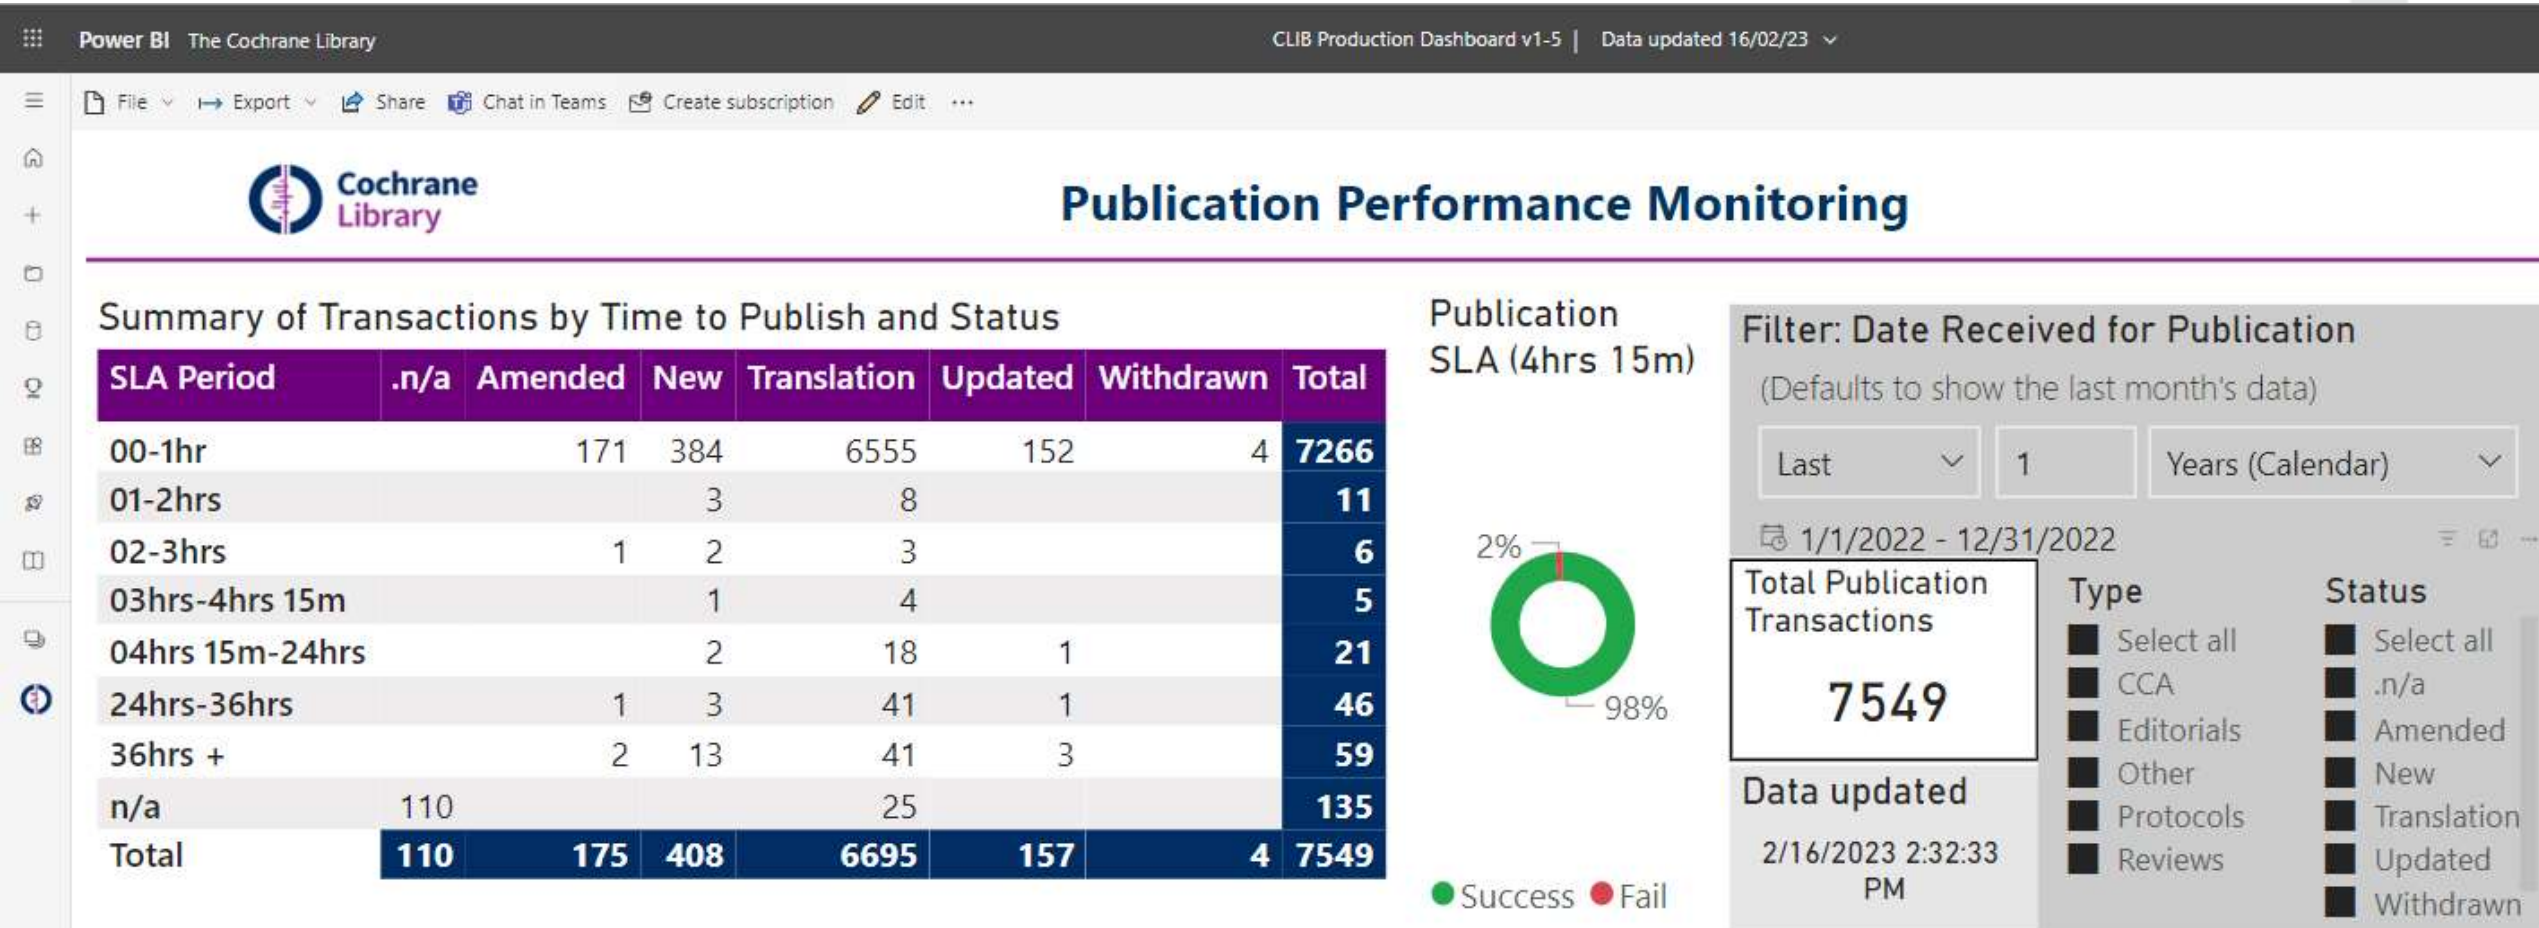 Power BI The Cochrane Library
CLIB Production Dashboard v1-5 | Data updated 16/02/23
File Export Share Chat in Teams Create subscription Edit ...
Cochrane
Library
Publication Performance Monitoring
Summary of Transactions by Time to Publish and Status
SLA Period .n/a Amended New Translation Updated Withdrawn Total
00-1hr 171 384 6555 152 4 7266
01-2hrs 3 8 11
02-3hrs 1 2 3 6
03hrs-4hrs 15m 1 4 5
04hrs 15m-24hrs 2 18 1 21
24hrs-36hrs 1 3 41 1 46
36hrs + 2 13 41 3 59
n/a 110 25 135
Total 110 175 408 6695 157 4 7549
Publication
SLA (4hrs 15m)
2%
98%
Success Fail
Filter: Date Received for Publication
(Defaults to show the last month's data)
Last 1 Years (Calendar)
1/1/2022 - 12/31/2022
Total Publication
Transactions
7549
Data updated
2/16/2023 2:32:33
PM
Type
Select all
CCA
Editorials
Other
Protocols
Reviews
Status
Select all
.n/a
Amended
New
Translation
Updated
Withdrawn